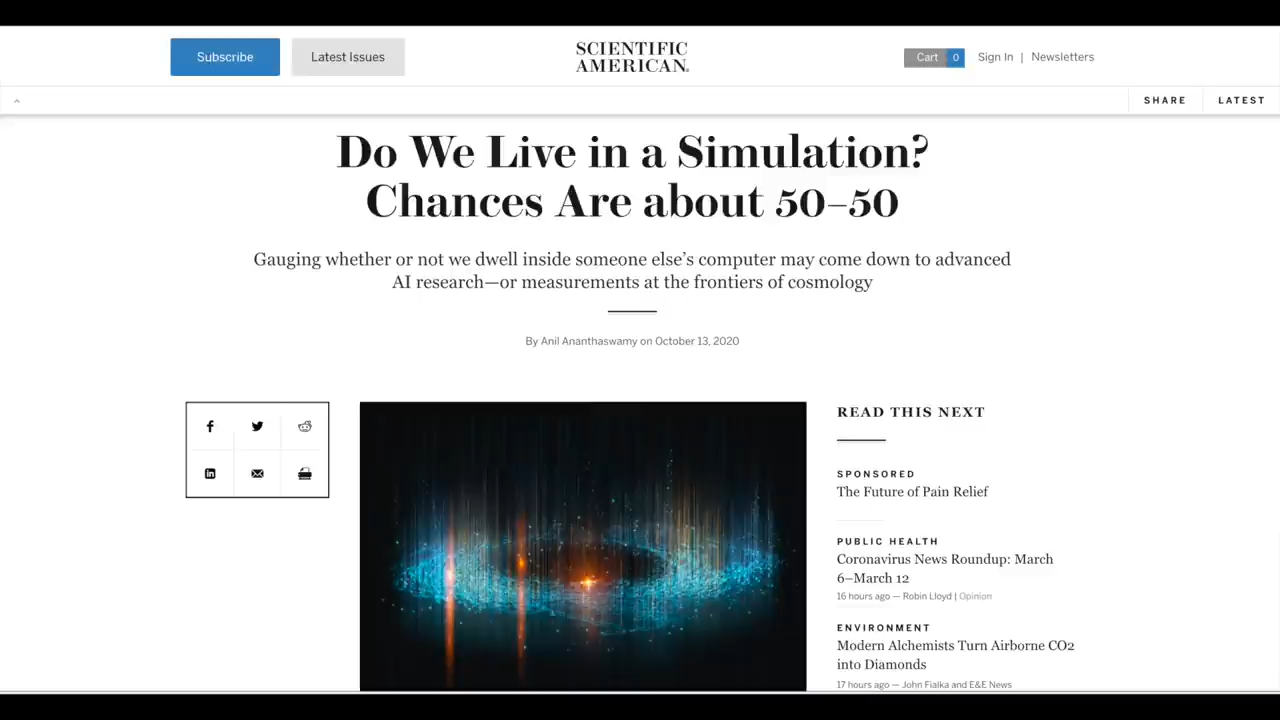 Subscribe
Latest Issues
SCIENTIFIC
AMERICAN®
Cart 0
Sign In | Newsletters
SHARE
LATEST
Do We Live in a Simulation?
Chances Are about 50–50
Gauging whether or not we dwell inside someone else's computer may come down to advanced
AI research—or measurements at the frontiers of cosmology
By Anil Ananthaswamy on October 13, 2020
READ THIS NEXT
SPONSORED
The Future of Pain Relief
PUBLIC HEALTH
Coronavirus News Roundup: March
6–March 12
16 hours ago — Robin Lloyd | Opinion
ENVIRONMENT
Modern Alchemists Turn Airborne CO2
into Diamonds
17 hours ago — John Fialka and E&E News